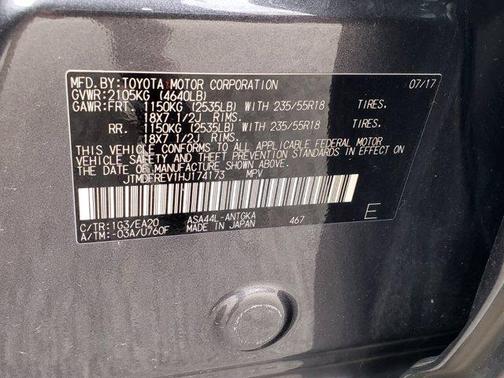 MFD.BY:TOYOTA MOTOR CORPORATION 07/17
GVWR:2105KG (4640LB)
GAWR:FRT. 1150KG (2535LB) WITH 235/55R18 TIRES.
18X7 1/2J RIMS.
RR. 1150KG (2535LB) WITH 235/55R18 TIRES.
18X7 1/2J RIMS.
THIS VEHICLE CONFORMS TO ALL APPLICABLE FEDERAL MOTOR
VEHICLE SAFETY AND THEFT PREVENTION STANDARDS IN EFFECT ON
THE DATE OF MANUFACTURE SHOWN ABOVE.
JTMDFREV1HJ174173 MPV
C/TR:1G3/EA20 ASA44L-ANTGKA 467 E
A/TM:-03A/U760F MADE IN JAPAN